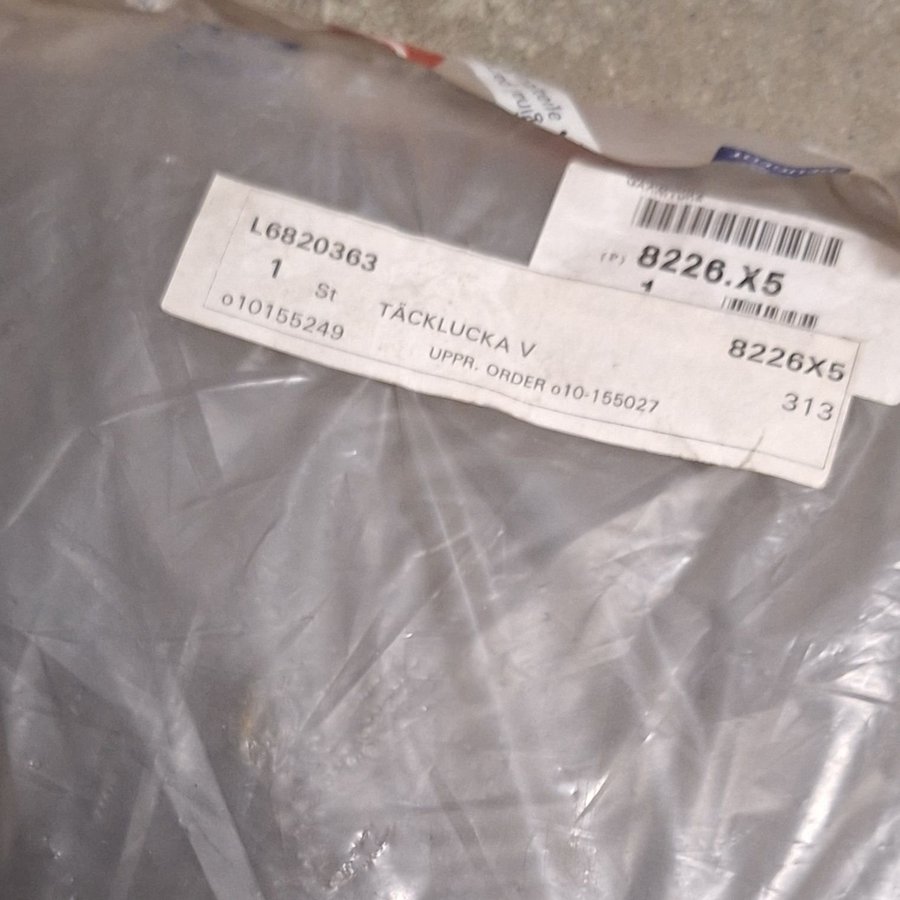 (P) 8226.X5
1
L6820363
1 St
o10155249
TÄCKLUCKA V
UPPR. ORDER o10-155027
8226X5
313